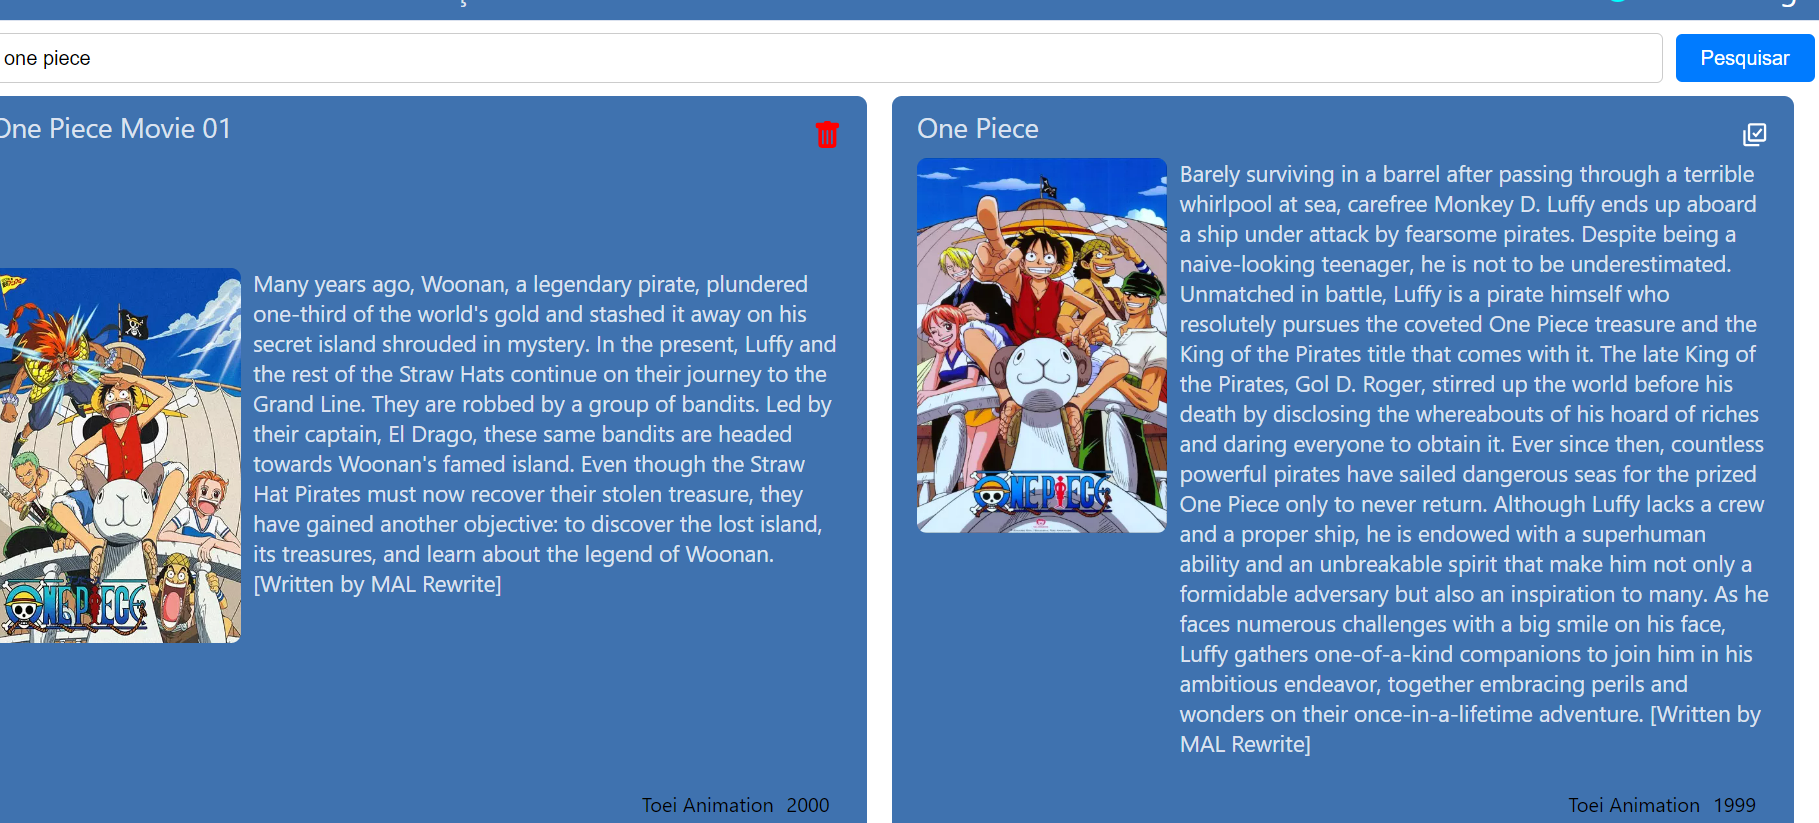 one piece
Pesquisar
One Piece Movie 01
Many years ago, Woonan, a legendary pirate, plundered
one-third of the world's gold and stashed it away on his
secret island shrouded in mystery. In the present, Luffy and
the rest of the Straw Hats continue on their journey to the
Grand Line. They are robbed by a group of bandits. Led by
their captain, El Drago, these same bandits are headed
towards Woonan's famed island. Even though the Straw
Hat Pirates must now recover their stolen treasure, they
have gained another objective: to discover the lost island,
its treasures, and learn about the legend of Woonan.
[Written by MAL Rewrite]
ONE PIECE
Toei Animation 2000
One Piece
Barely surviving in a barrel after passing through a terrible
whirlpool at sea, carefree Monkey D. Luffy ends up aboard
a ship under attack by fearsome pirates. Despite being a
naive-looking teenager, he is not to be underestimated.
Unmatched in battle, Luffy is a pirate himself who
resolutely pursues the coveted One Piece treasure and the
King of the Pirates title that comes with it. The late King of
the Pirates, Gol D. Roger, stirred up the world before his
death by disclosing the whereabouts of his hoard of riches
and daring everyone to obtain it. Ever since then, countless
powerful pirates have sailed dangerous seas for the prized
One Piece only to never return. Although Luffy lacks a crew
and a proper ship, he is endowed with a superhuman
ability and an unbreakable spirit that make him not only a
formidable adversary but also an inspiration to many. As he
faces numerous challenges with a big smile on his face,
Luffy gathers one-of-a-kind companions to join him in his
ambitious endeavor, together embracing perils and
wonders on their once-in-a-lifetime adventure. [Written by
MAL Rewrite]
ONE PIECE
Toei Animation 1999